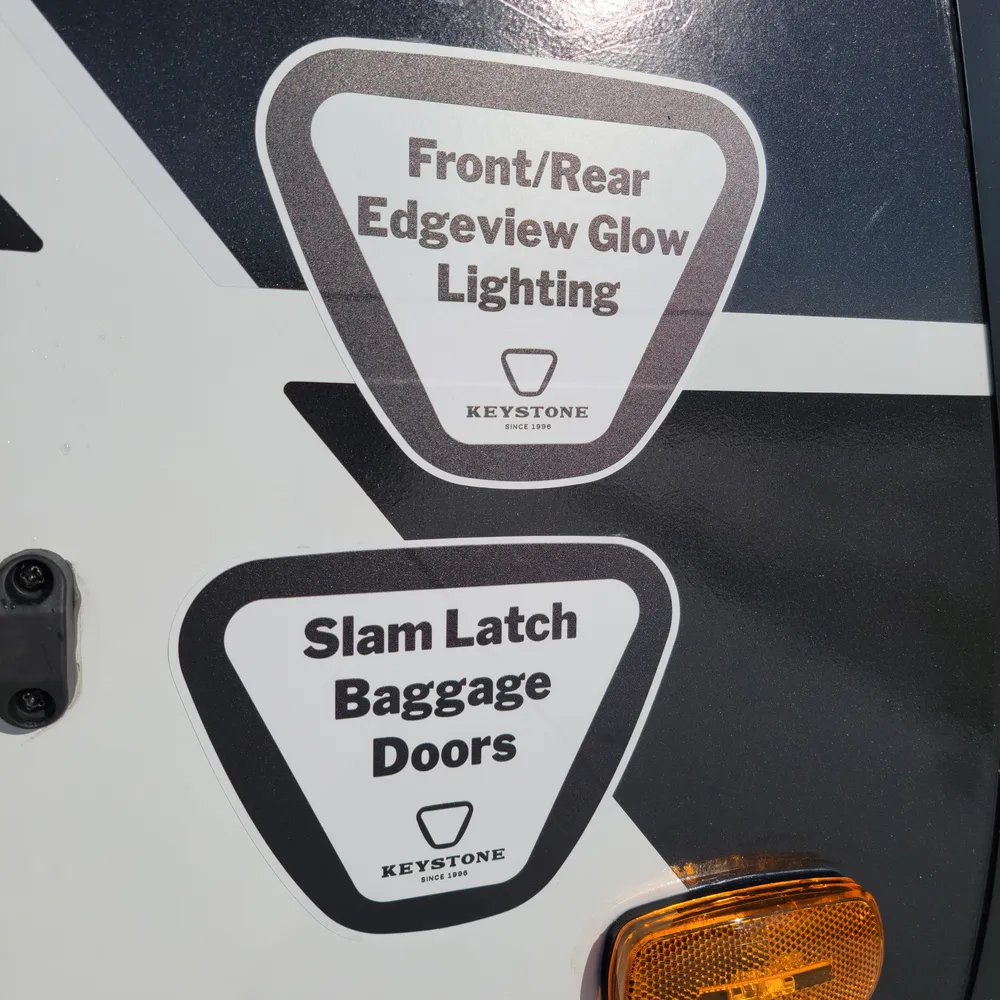 Front/Rear
Edgeview Glow
Lighting
KEYSTONE
SINCE 1996
Slam Latch
Baggage
Doors
KEYSTONE
SINCE 1996